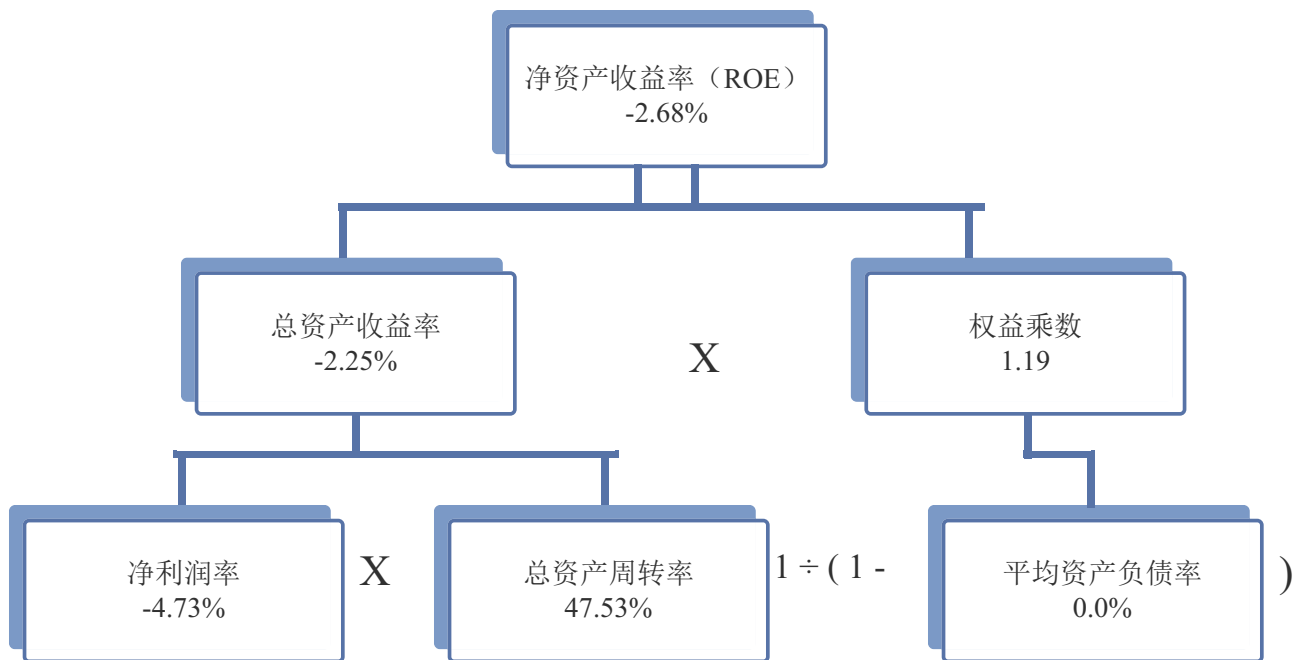 净资产收益率（ROE）
-2.68%
总资产收益率
-2.25%
X
权益乘数
1.19
净利润率
-4.73%
X
总资产周转率
47.53%
1 ÷ ( 1 -
平均资产负债率
0.0%
)